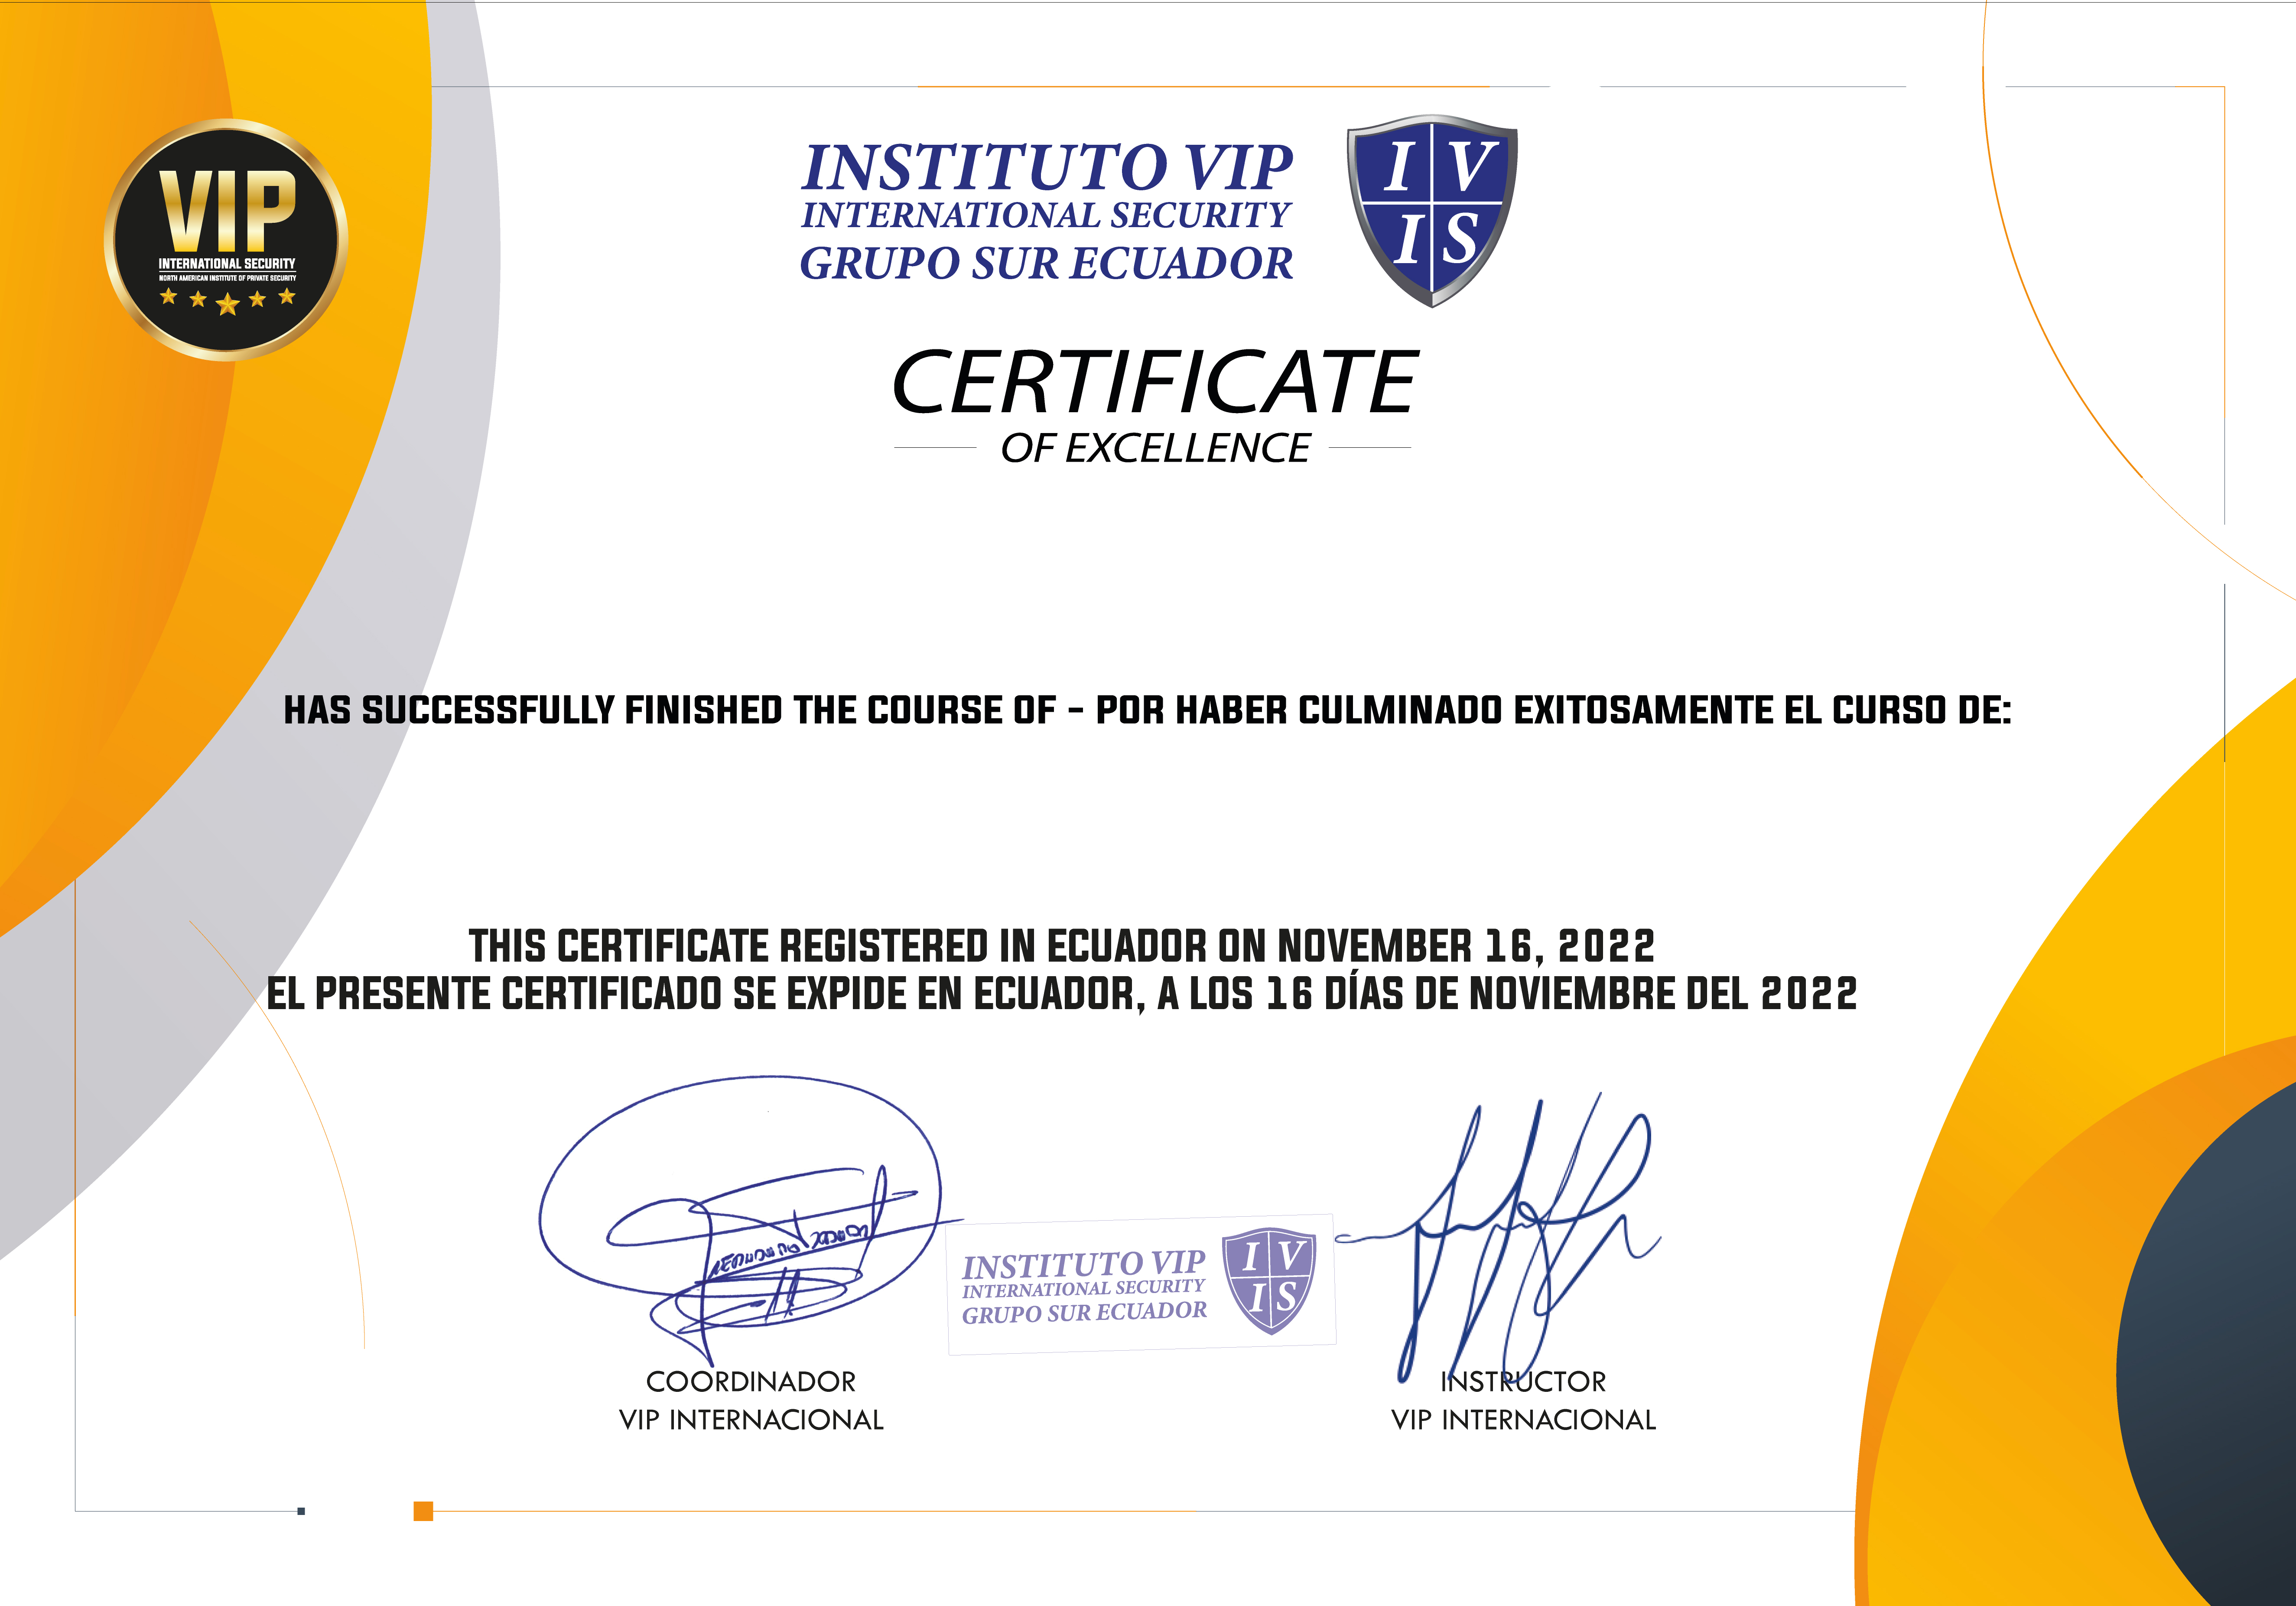 VIP
INTERNATIONAL SECURITY
NORTH AMERICAN INSTITUTE OF PRIVATE SECURITY
INSTITUTO VIP
INTERNATIONAL SECURITY
GRUPO SUR ECUADOR
I V
I S
CERTIFICATE
OF EXCELLENCE
HAS SUCCESSFULLY FINISHED THE COURSE OF - POR HABER CULMINADO EXITOSAMENTE EL CURSO DE:
THIS CERTIFICATE REGISTERED IN ECUADOR ON NOVEMBER 16, 2022
EL PRESENTE CERTIFICADO SE EXPIDE EN ECUADOR, A LOS 16 DÍAS DE NOVIEMBRE DEL 2022
INSTITUTO VIP
INTERNATIONAL SECURITY
GRUPO SUR ECUADOR
I V
I S
COORDINADOR
VIP INTERNACIONAL
INSTRUCTOR
VIP INTERNACIONAL